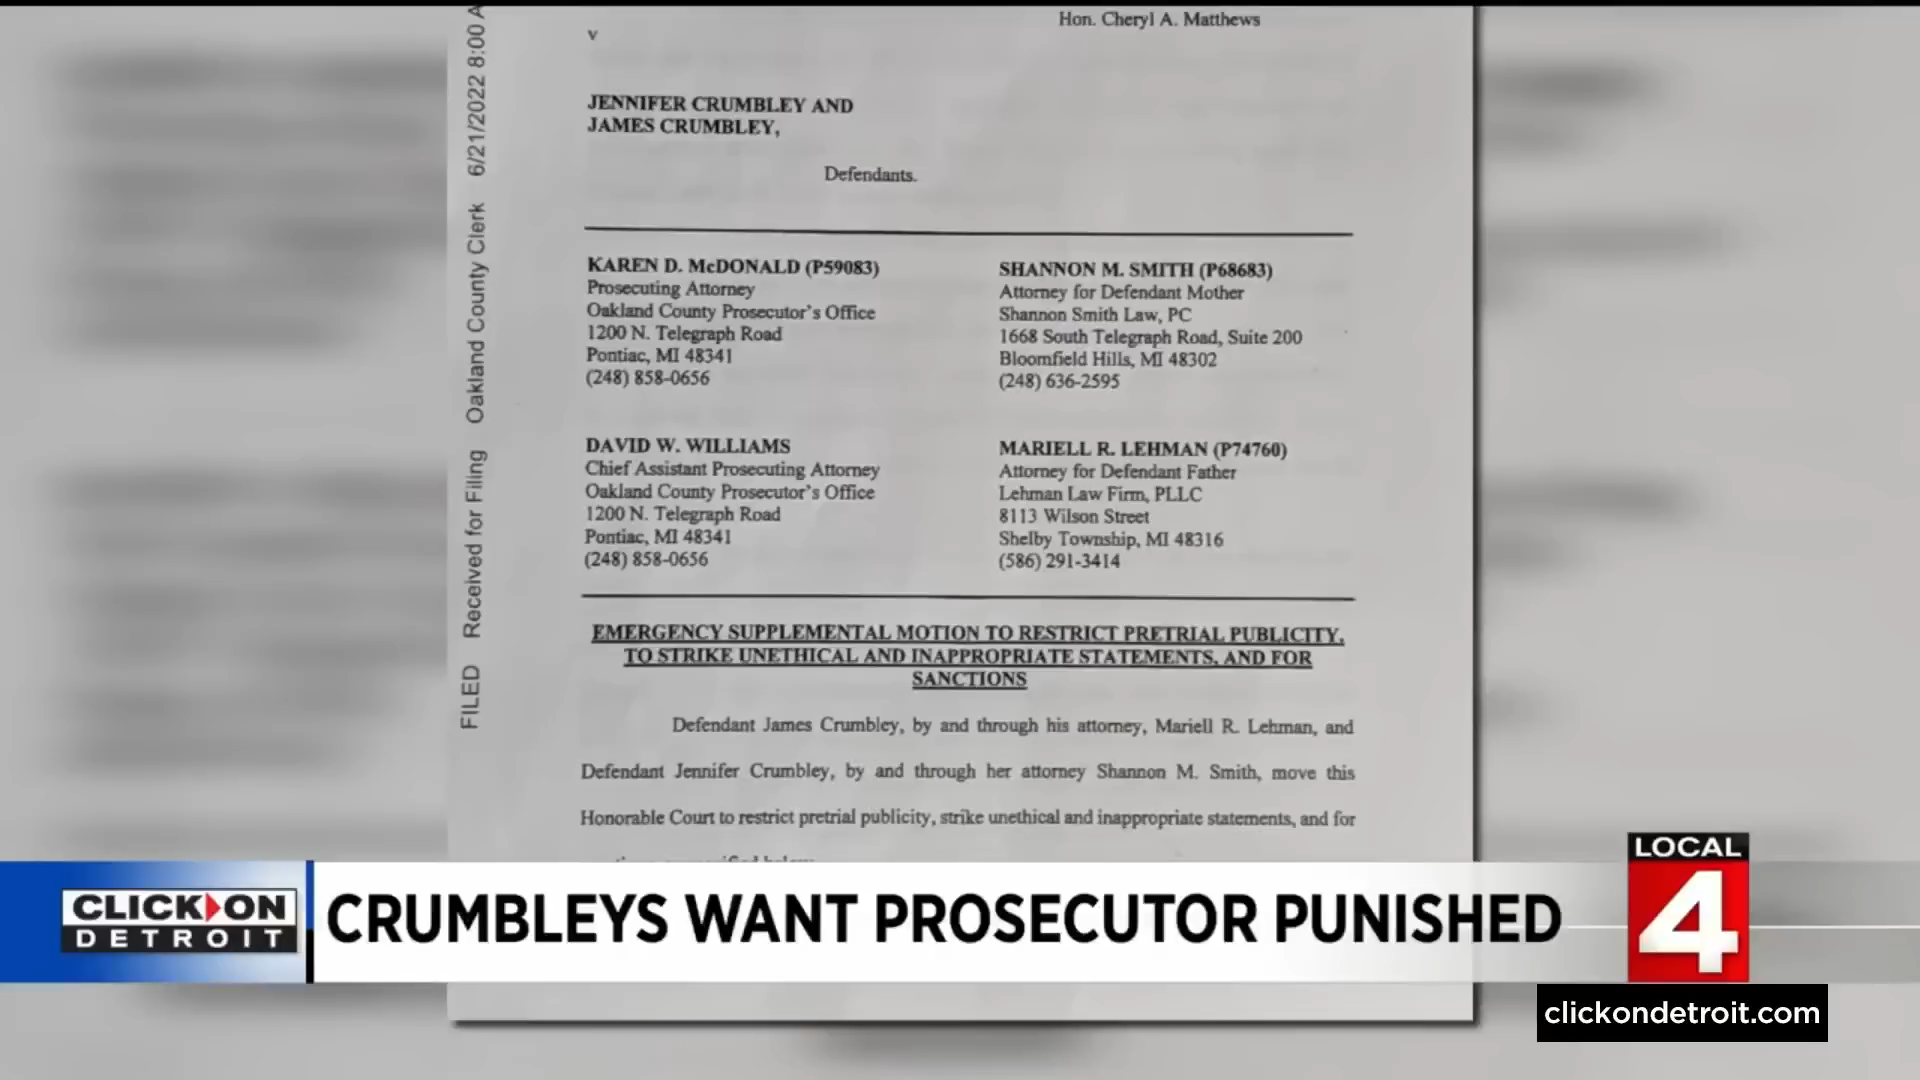 Hon. Cheryl A. Matthews
v
JENNIFER CRUMBLEY AND
JAMES CRUMBLEY,
Defendants.
KAREN D. McDONALD (P59083)
Prosecuting Attorney
Oakland County Prosecutor's Office
1200 N. Telegraph Road
Pontiac, MI 48341
(248) 858-0656
SHANNON M. SMITH (P68683)
Attorney for Defendant Mother
Shannon Smith Law, PC
1668 South Telegraph Road, Suite 200
Bloomfield Hills, MI 48302
(248) 636-2595
DAVID W. WILLIAMS
Chief Assistant Prosecuting Attorney
Oakland County Prosecutor's Office
1200 N. Telegraph Road
Pontiac, MI 48341
(248) 858-0656
MARIELL R. LEHMAN (P74760)
Attorney for Defendant Father
Lehman Law Firm, PLLC
8113 Wilson Street
Shelby Township, MI 48316
(586) 291-3414
EMERGENCY SUPPLEMENTAL MOTION TO RESTRICT PRETRIAL PUBLICITY,
TO STRIKE UNETHICAL AND INAPPROPRIATE STATEMENTS, AND FOR
SANCTIONS
Defendant James Crumbley, by and through his attorney, Mariell R. Lehman, and
Defendant Jennifer Crumbley, by and through her attorney Shannon M. Smith, move this
Honorable Court to restrict pretrial publicity, strike unethical and inappropriate statements, and for
FILED Received for Filing Oakland County Clerk 6/21/2022 8:00 A
CLICK ON
DETROIT
CRUMBLEYS WANT PROSECUTOR PUNISHED
LOCAL
4
clickondetroit.com